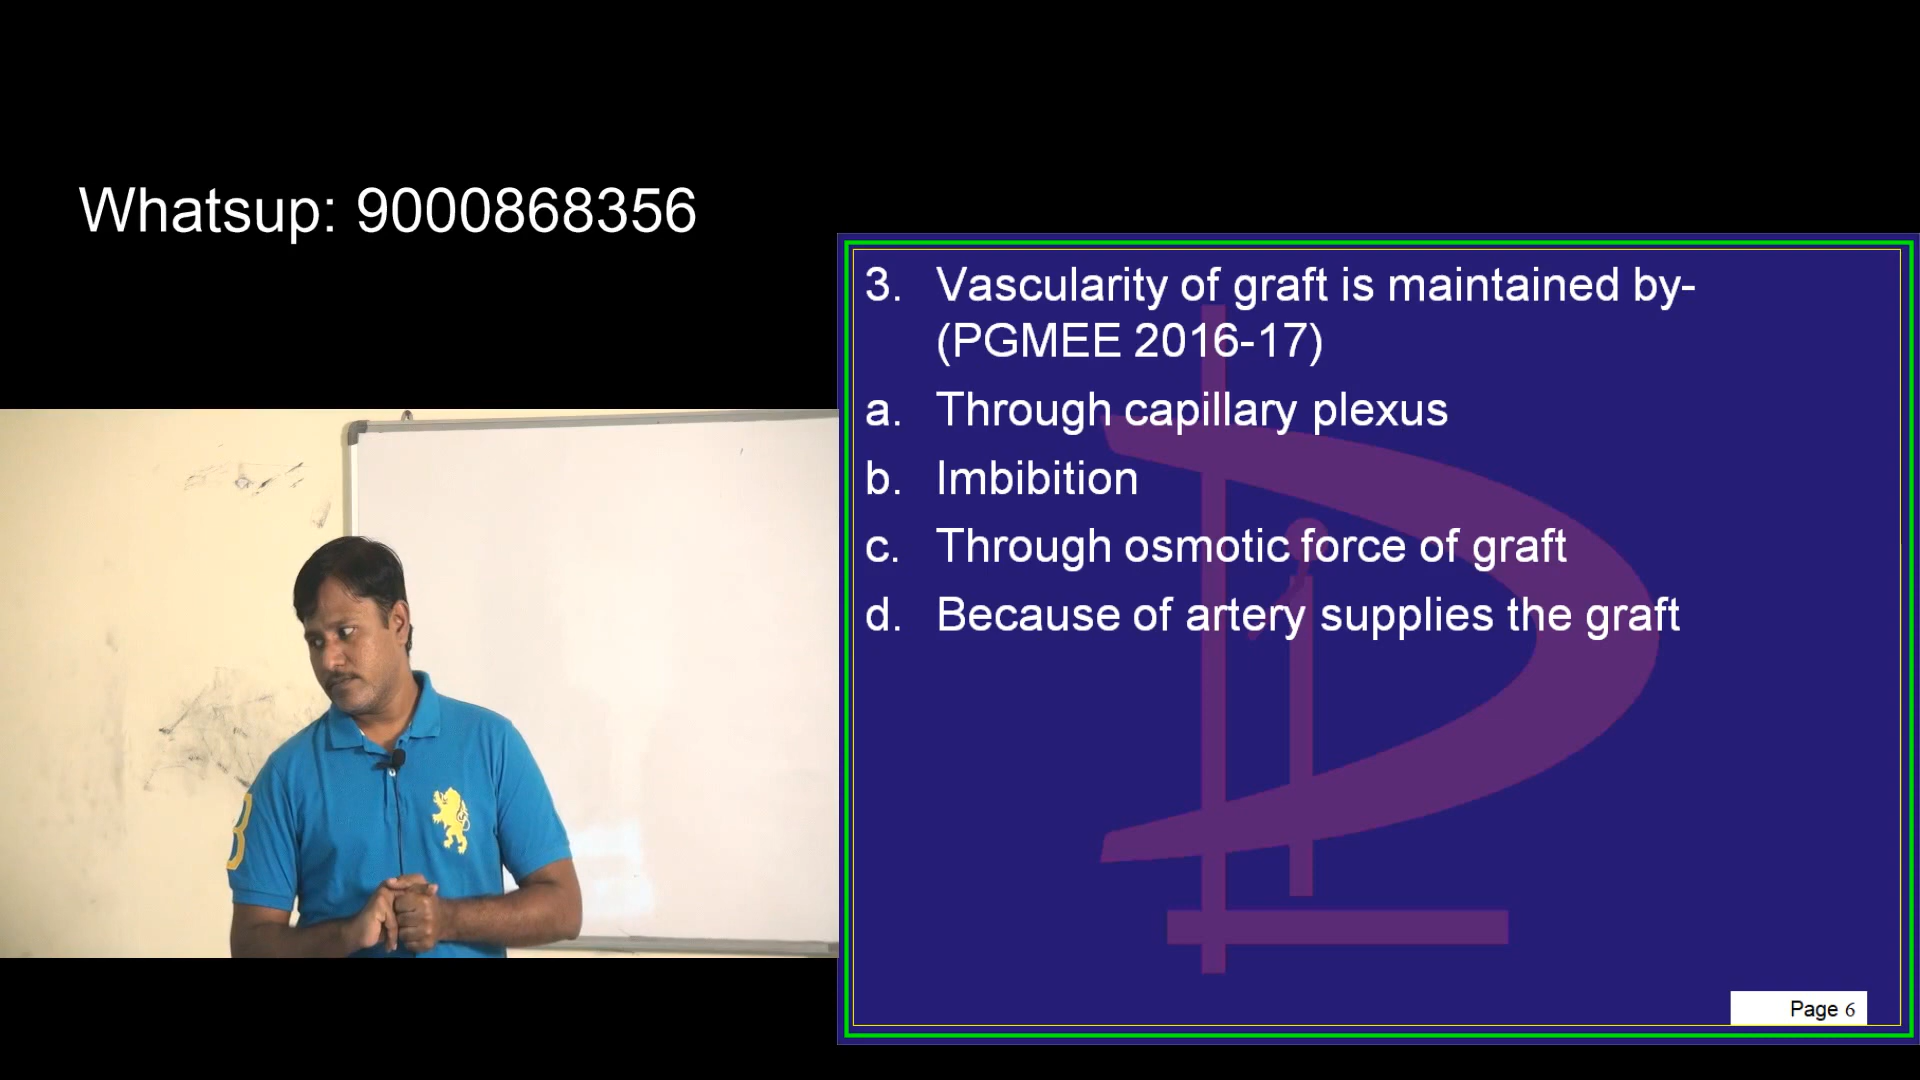 Whatsup: 9000868356
3. Vascularity of graft is maintained by-
(PGMEE 2016-17)
a. Through capillary plexus
b. Imbibition
c. Through osmotic force of graft
d. Because of artery supplies the graft
Page 6